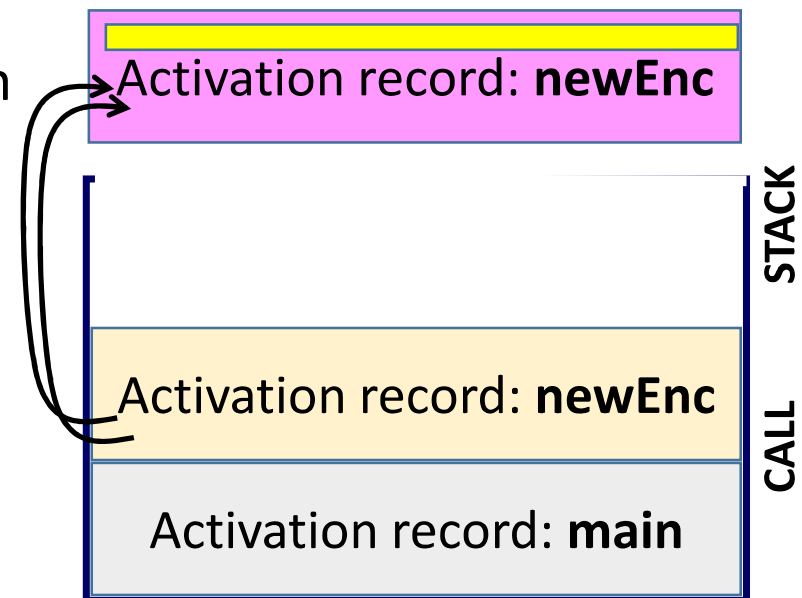 n
Activation record: newEnc
STACK
Activation record: newEnc
CALL
Activation record: main